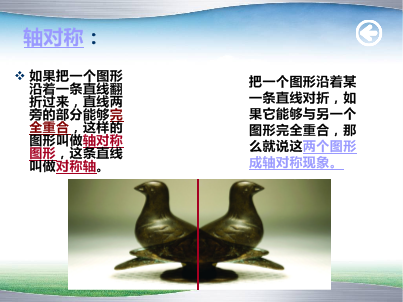 轴对称：
如果把一个图形
沿着一条直线翻
折过来，直线两
旁的部分能够完
全重合，这样的
图形叫做轴对称
图形，这条直线
叫做对称轴。
把一个图形沿着某
一条直线对折，如
果它能够与另一个
图形完全重合，那
么就说这两个图形
成轴对称现象。